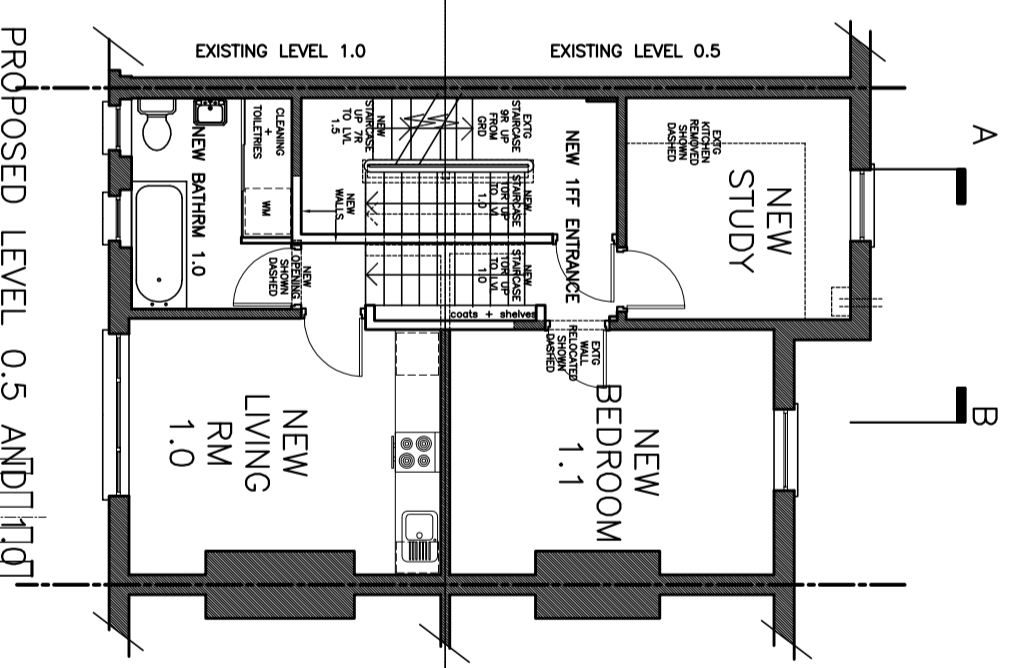 EXISTING LEVEL 1.0
EXISTING LEVEL 0.5
A
B
PROPOSED LEVEL 0.5 AND 1.0
CLEANING
+
TOILETRIES
WM
NEW BATHRM 1.0
NEW
STAIRCASE
UP 7R
TO LVL
1.5
EXTG
STAIRCASE
9R UP
FROM
GRD
NEW 1FF ENTRANCE
EXTG
KITCHEN
REMOVED
SHOWN
DASHED
NEW
STUDY
NEW
WALLS
NEW
STAIRCASE
TO LVL
1.0
NEW
STAIRCASE
TO LVL
1.0
NEW
OPENING
SHOWN
DASHED
coats + shelves
EXTG
WALL
RELOCATED
SHOWN
DASHED
NEW
LIVING
RM
1.0
NEW
BEDROOM
1.1